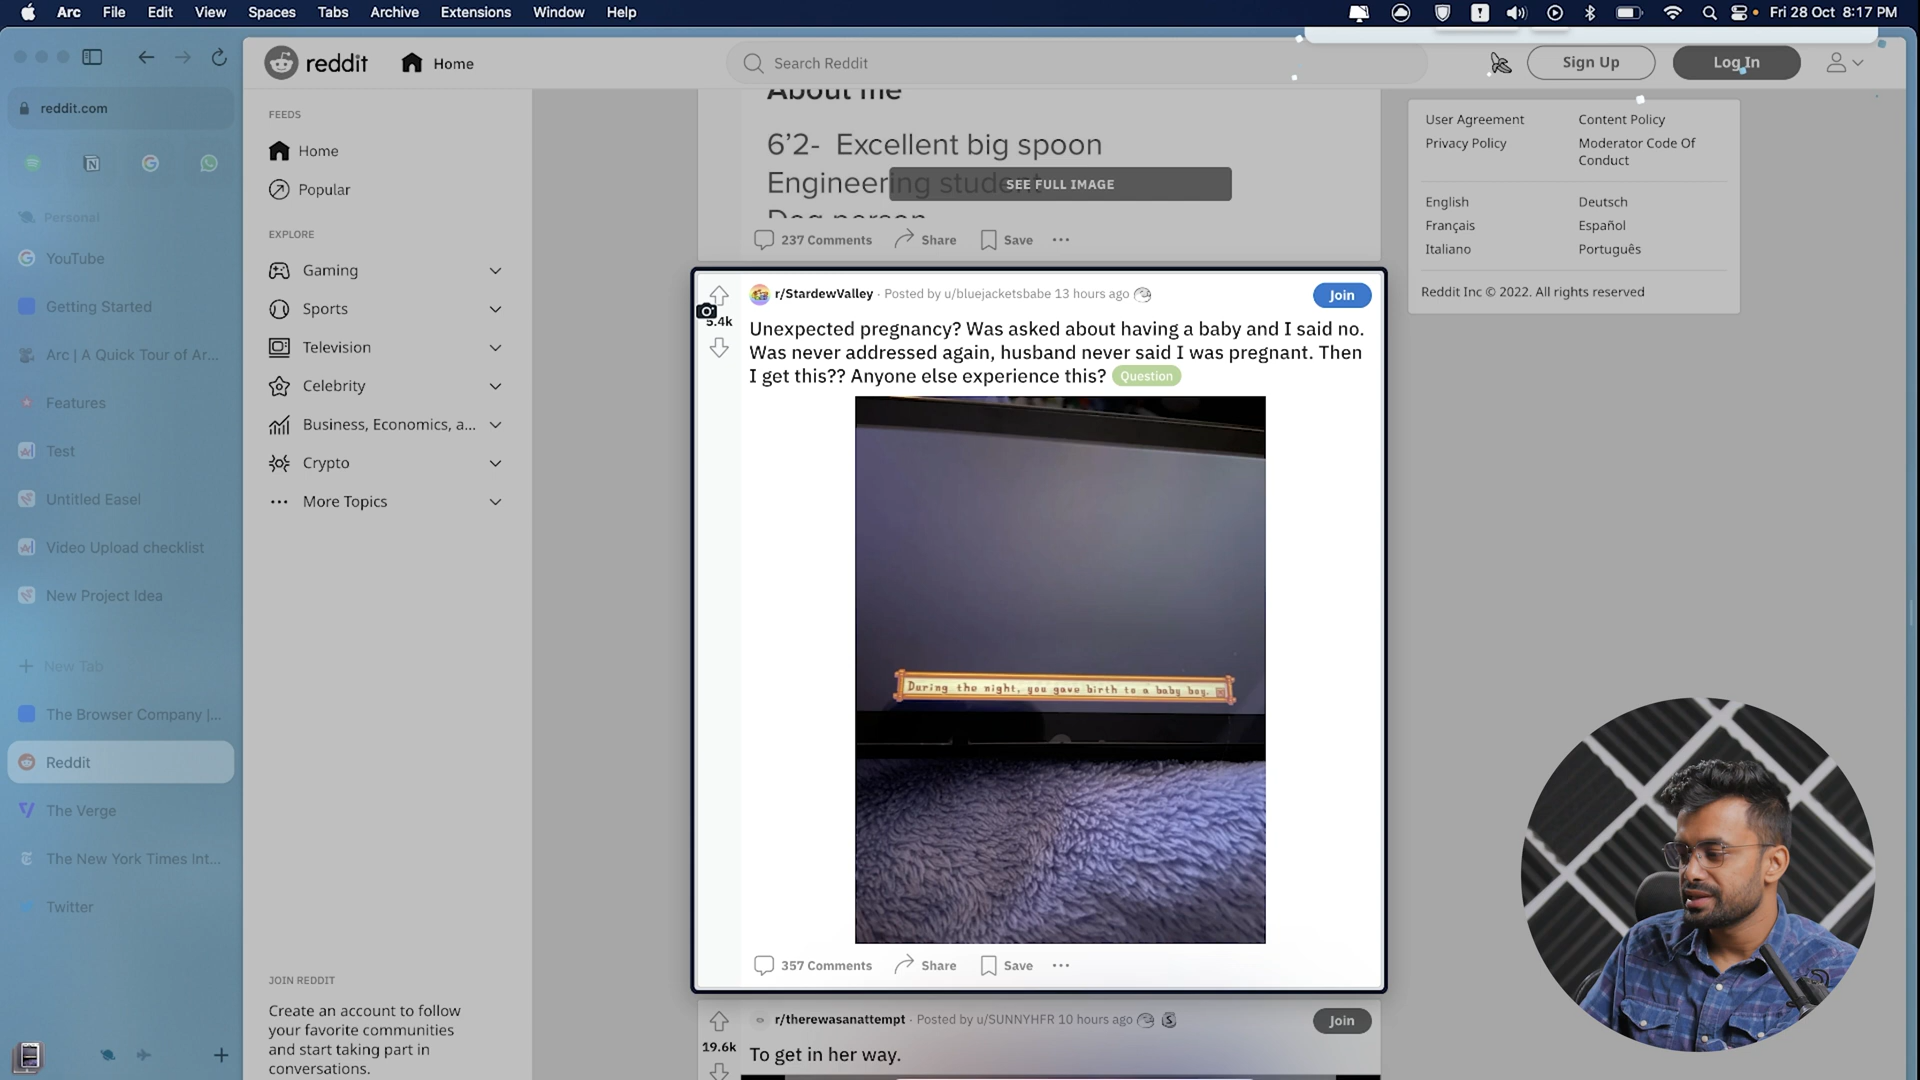 Arc File Edit View Spaces Tabs Archive Extensions Window Help
Fri 28 Oct 8:17 PM
reddit.com
Personal
YouTube
Getting Started
Arc | A Quick Tour of Ar...
Features
Test
Untitled Easel
Video Upload checklist
New Project Idea
New Tab
The Browser Company |...
Reddit
The Verge
The New York Times Int...
Twitter
reddit
Home
Search Reddit
Sign Up
Log In
FEEDS
Home
Popular
EXPLORE
Gaming
Sports
Television
Celebrity
Business, Economics, a...
Crypto
More Topics
JOIN REDDIT
Create an account to follow
your favorite communities
and start taking part in
conversations.
About me
6’2- Excellent big spoon
Engineering student
SEE FULL IMAGE
Dog person
237 Comments Share Save
r/StardewValley · Posted by u/bluejacketsbabe 13 hours ago
Join
5.4k
Unexpected pregnancy? Was asked about having a baby and I said no.
Was never addressed again, husband never said I was pregnant. Then
I get this?? Anyone else experience this? Question
During the night, you gave birth to a baby boy.
357 Comments Share Save
r/therewasanattempt · Posted by u/SUNNYHFR 10 hours ago
Join
19.6k
To get in her way.
User Agreement Content Policy
Privacy Policy Moderator Code Of
Conduct
English Deutsch
Français Español
Italiano Português
Reddit Inc © 2022. All rights reserved